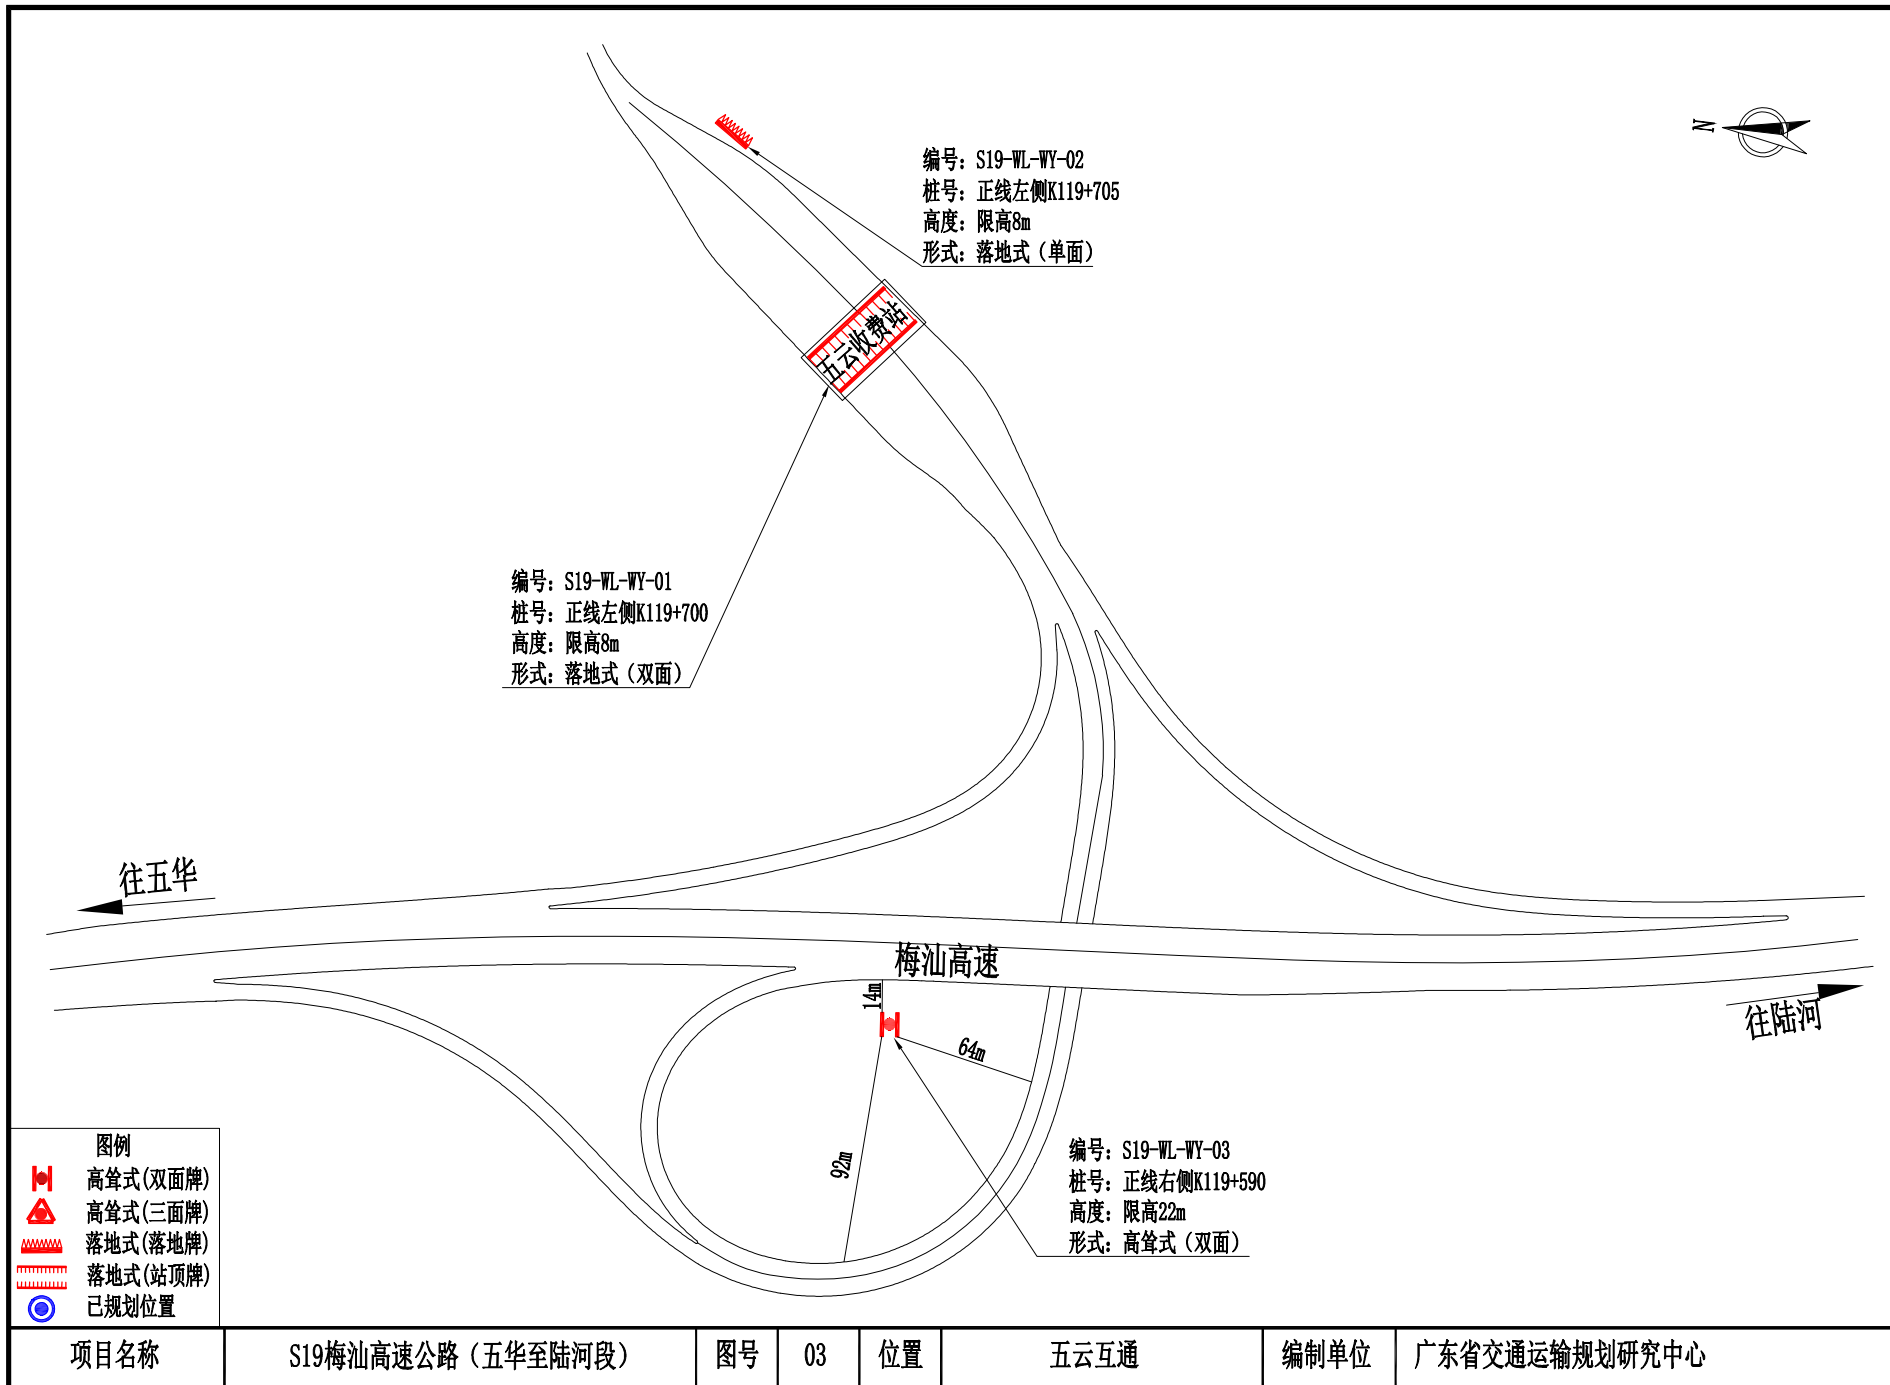 N
编号：S19-WL-WY-02
桩号：正线左侧K119+705
高度：限高8m
形式：落地式（单面）
五云收费站
编号：S19-WL-WY-01
桩号：正线左侧K119+700
高度：限高8m
形式：落地式（双面）
往五华
梅汕高速
14m
往陆河
64m
92m
编号：S19-WL-WY-03
桩号：正线右侧K119+590
高度：限高22m
形式：高耸式（双面）
图例
高耸式(双面牌)
高耸式(三面牌)
落地式(落地牌)
落地式(站顶牌)
已规划位置
项目名称 S19梅汕高速公路（五华至陆河段） 图号 03 位置 五云互通 编制单位 广东省交通运输规划研究中心